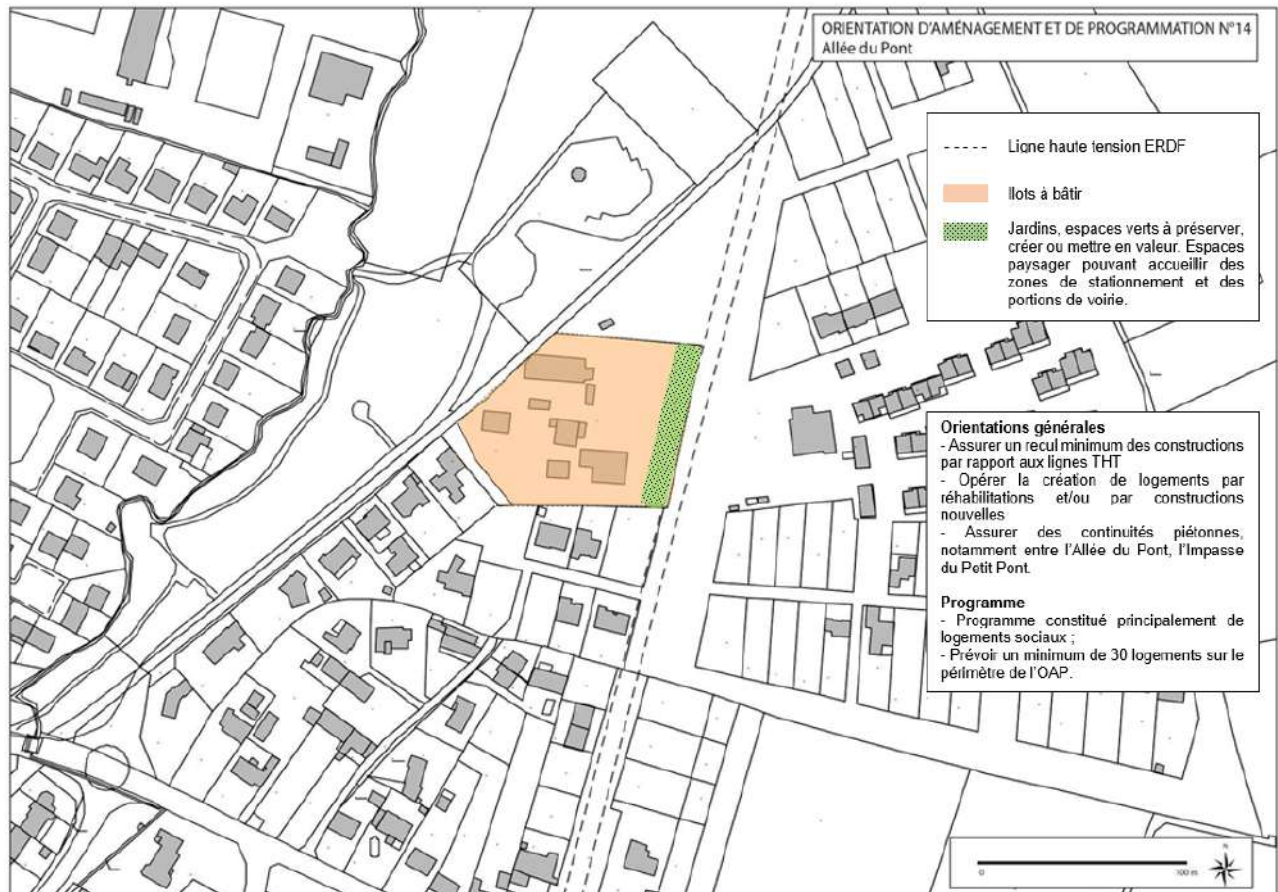 ORIENTATION D'AMÉNAGEMENT ET DE PROGRAMMATION N°14
Allée du Pont
Ligne haute tension ERDF
Ilots à bâtir
Jardins, espaces verts à préserver,
créer ou mettre en valeur. Espaces
paysager pouvant accueillir des
zones de stationnement et des
portions de voirie.
Orientations générales
- Assurer un recul minimum des constructions
par rapport aux lignes THT
- Opérer la création de logements par
réhabilitations et/ou par constructions
nouvelles
- Assurer des continuités piétonnes,
notamment entre l'Allée du Pont, l'Impasse
du Petit Pont.
Programme
- Programme constitué principalement de
logements sociaux ;
- Prévoir un minimum de 30 logements sur le
périmètre de l'OAP.
N
0 100 m